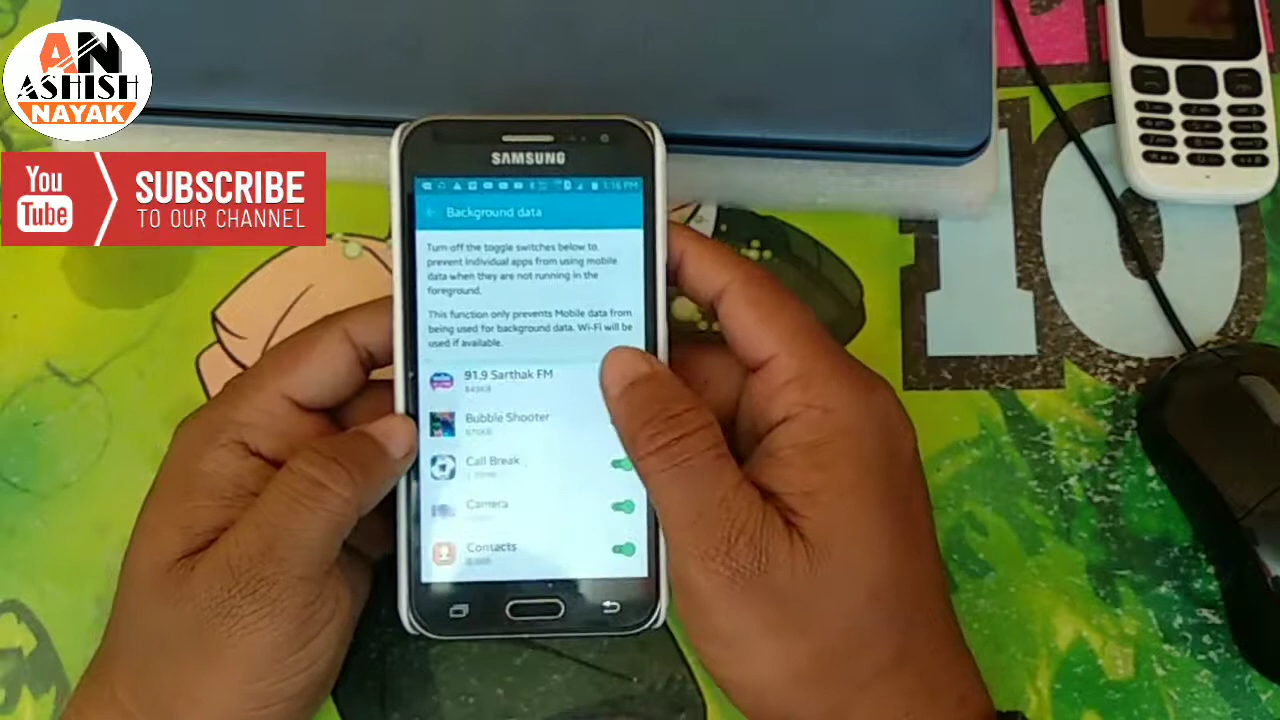 AN
ASHISH
NAYAK
You
Tube
SUBSCRIBE
TO OUR CHANNEL
SAMSUNG
1:16 PM
Background data
Turn off the toggle switches below to
prevent individual apps from using mobile
data when they are not running in the
foreground.
This function only prevents Mobile data from
being used for background data. Wi-Fi will be
used if available.
91.9 Sarthak FM
Bubble Shooter
Call Break
Camera
Contacts
10